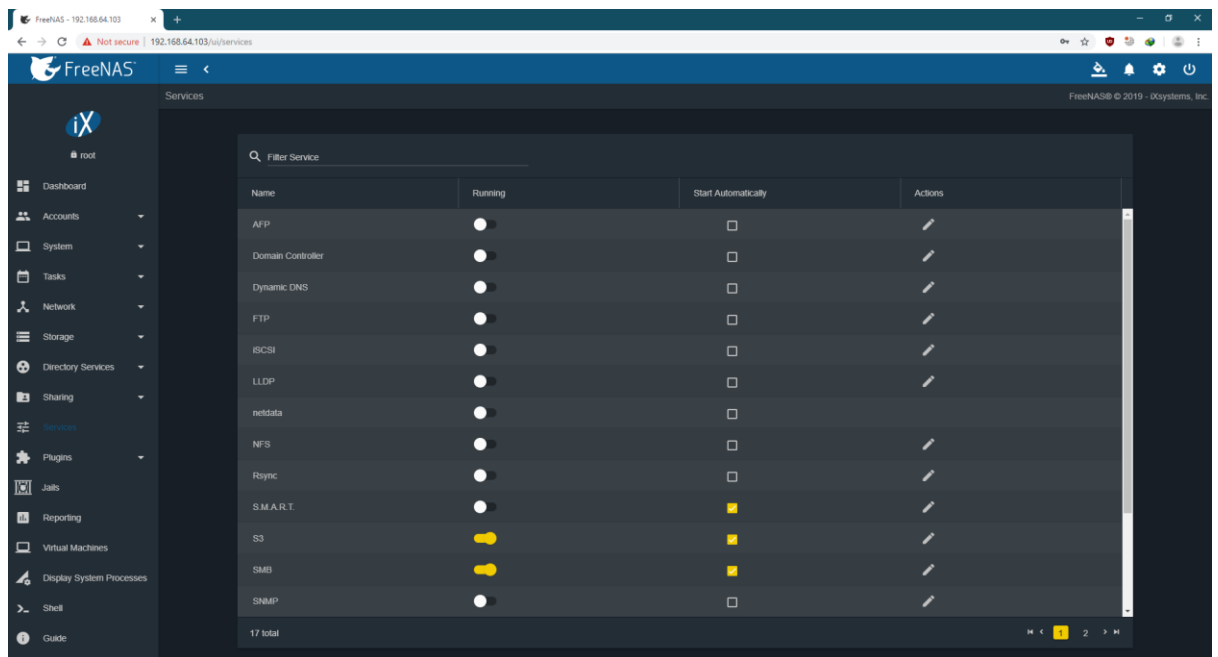 FreeNAS - 192.168.64.103
Not secure 192.168.64.103/ui/services
FreeNAS
Services
FreeNAS® © 2019 - iXsystems, Inc.
iX
root
Dashboard
Accounts
System
Tasks
Network
Storage
Directory Services
Sharing
Services
Plugins
Jails
Reporting
Virtual Machines
Display System Processes
Shell
Guide
Filter Service
Name Running Start Automatically Actions
AFP
Domain Controller
Dynamic DNS
FTP
iSCSI
LLDP
netdata
NFS
Rsync
S.M.A.R.T.
S3
SMB
SNMP
17 total 1 2